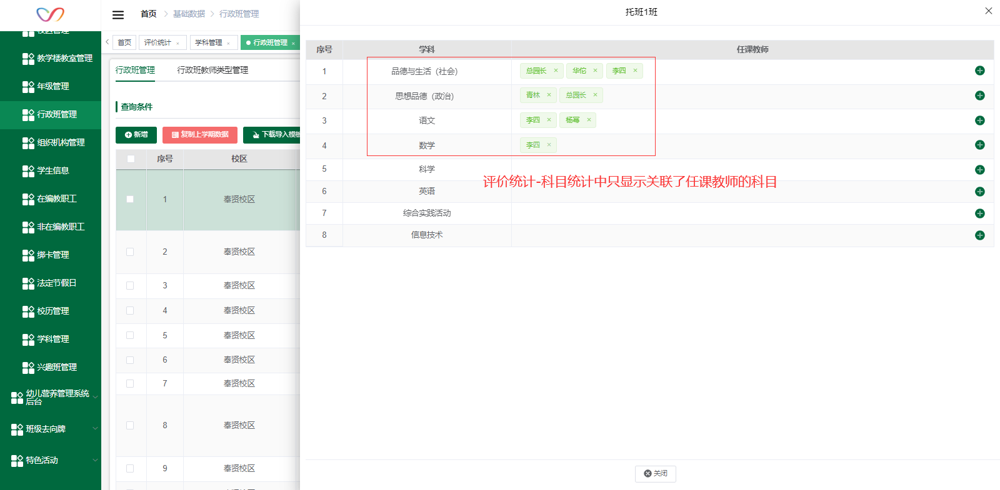 校区管理
教学楼教室管理
年级管理
行政班管理
组织机构管理
学生信息
在编教职工
非在编教职工
绑卡管理
法定节假日
校历管理
学科管理
兴趣班管理
幼儿营养管理系统
后台
班级去向牌
特色活动
首页 > 基础数据 > 行政班管理
首页 评价统计 × 学科管理 × 行政班管理 ×
行政班管理 行政班教师类型管理
查询条件
新增 复制上学期数据 下载导入模板
序号 校区
1 奉贤校区
2 奉贤校区
3 奉贤校区
4 奉贤校区
5 奉贤校区
6 奉贤校区
7 奉贤校区
8 奉贤校区
9 奉贤校区
托班1班
序号 学科 任课教师
1 品德与生活（社会） 总园长 × 华佗 × 李四 ×
2 思想品德（政治） 青林 × 总园长 ×
3 语文 李四 × 杨幂 ×
4 数学 李四 ×
5 科学
评价统计-科目统计中只显示关联了任课教师的科目
6 英语
7 综合实践活动
8 信息技术
关闭